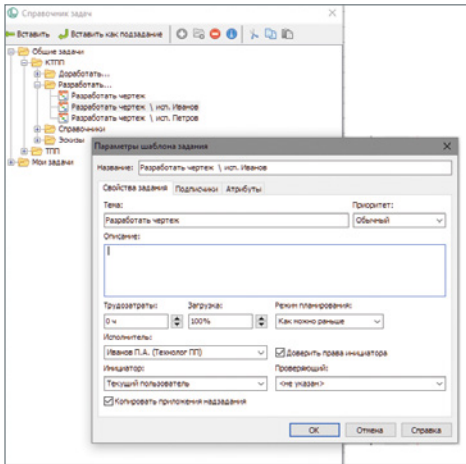 Справочник задач
Вставить Вставить как подзадание
Общие задачи
КТПП
Доработать...
Разработать...
Разработать чертеж
Разработать чертеж \ исп. Иванов
Разработать чертеж \ исп. Петров
Справочники
Эскизы
ТПП
Мои задачи
Параметры шаблона задания
Название: Разработать чертеж \ исп. Иванов
Свойства задания Подписчики Атрибуты
Тема: Приоритет:
Разработать чертеж Обычный
Описание:
Трудозатраты: Загрузка: Режим планирования:
0 ч 100% Как можно раньше
Исполнитель:
Иванов П.А. (Технолог ПП) Доверить права инициатора
Инициатор: Проверяющий:
Текущий пользователь <не указан>
Копировать приложения надзадания
ОК Отмена Справка